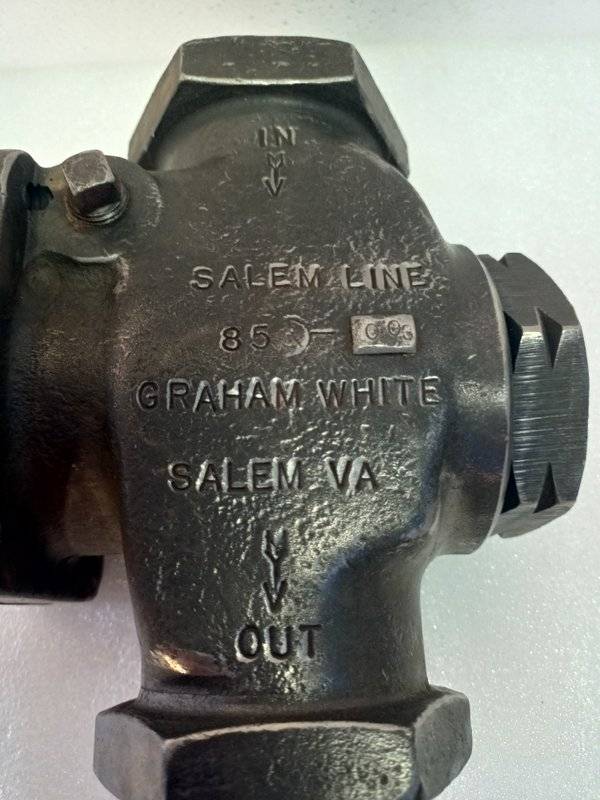 IN
SALEM LINE
85
GRAHAM WHITE
SALEM VA
OUT